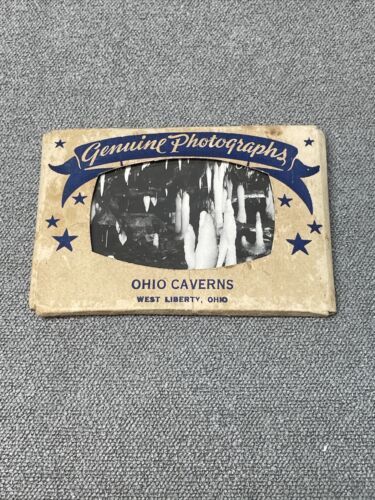 Genuine Photographs
OHIO CAVERNS
WEST LIBERTY, OHIO